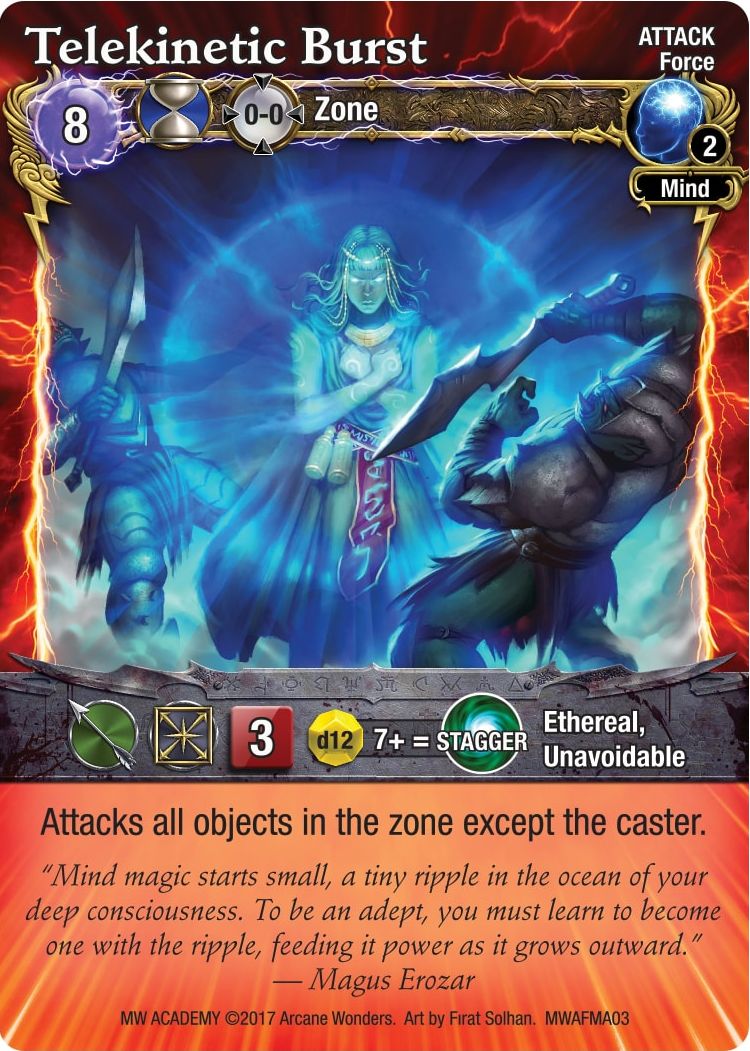 Telekinetic Burst
ATTACK
Force
8
0-0
Zone
2
Mind
3
d12
7+ = STAGGER
Ethereal,
Unavoidable
Attacks all objects in the zone except the caster.
“Mind magic starts small, a tiny ripple in the ocean of your
deep consciousness. To be an adept, you must learn to become
one with the ripple, feeding it power as it grows outward.”
— Magus Erozar
MW ACADEMY ©2017 Arcane Wonders. Art by Fırat Solhan. MWAFMA03